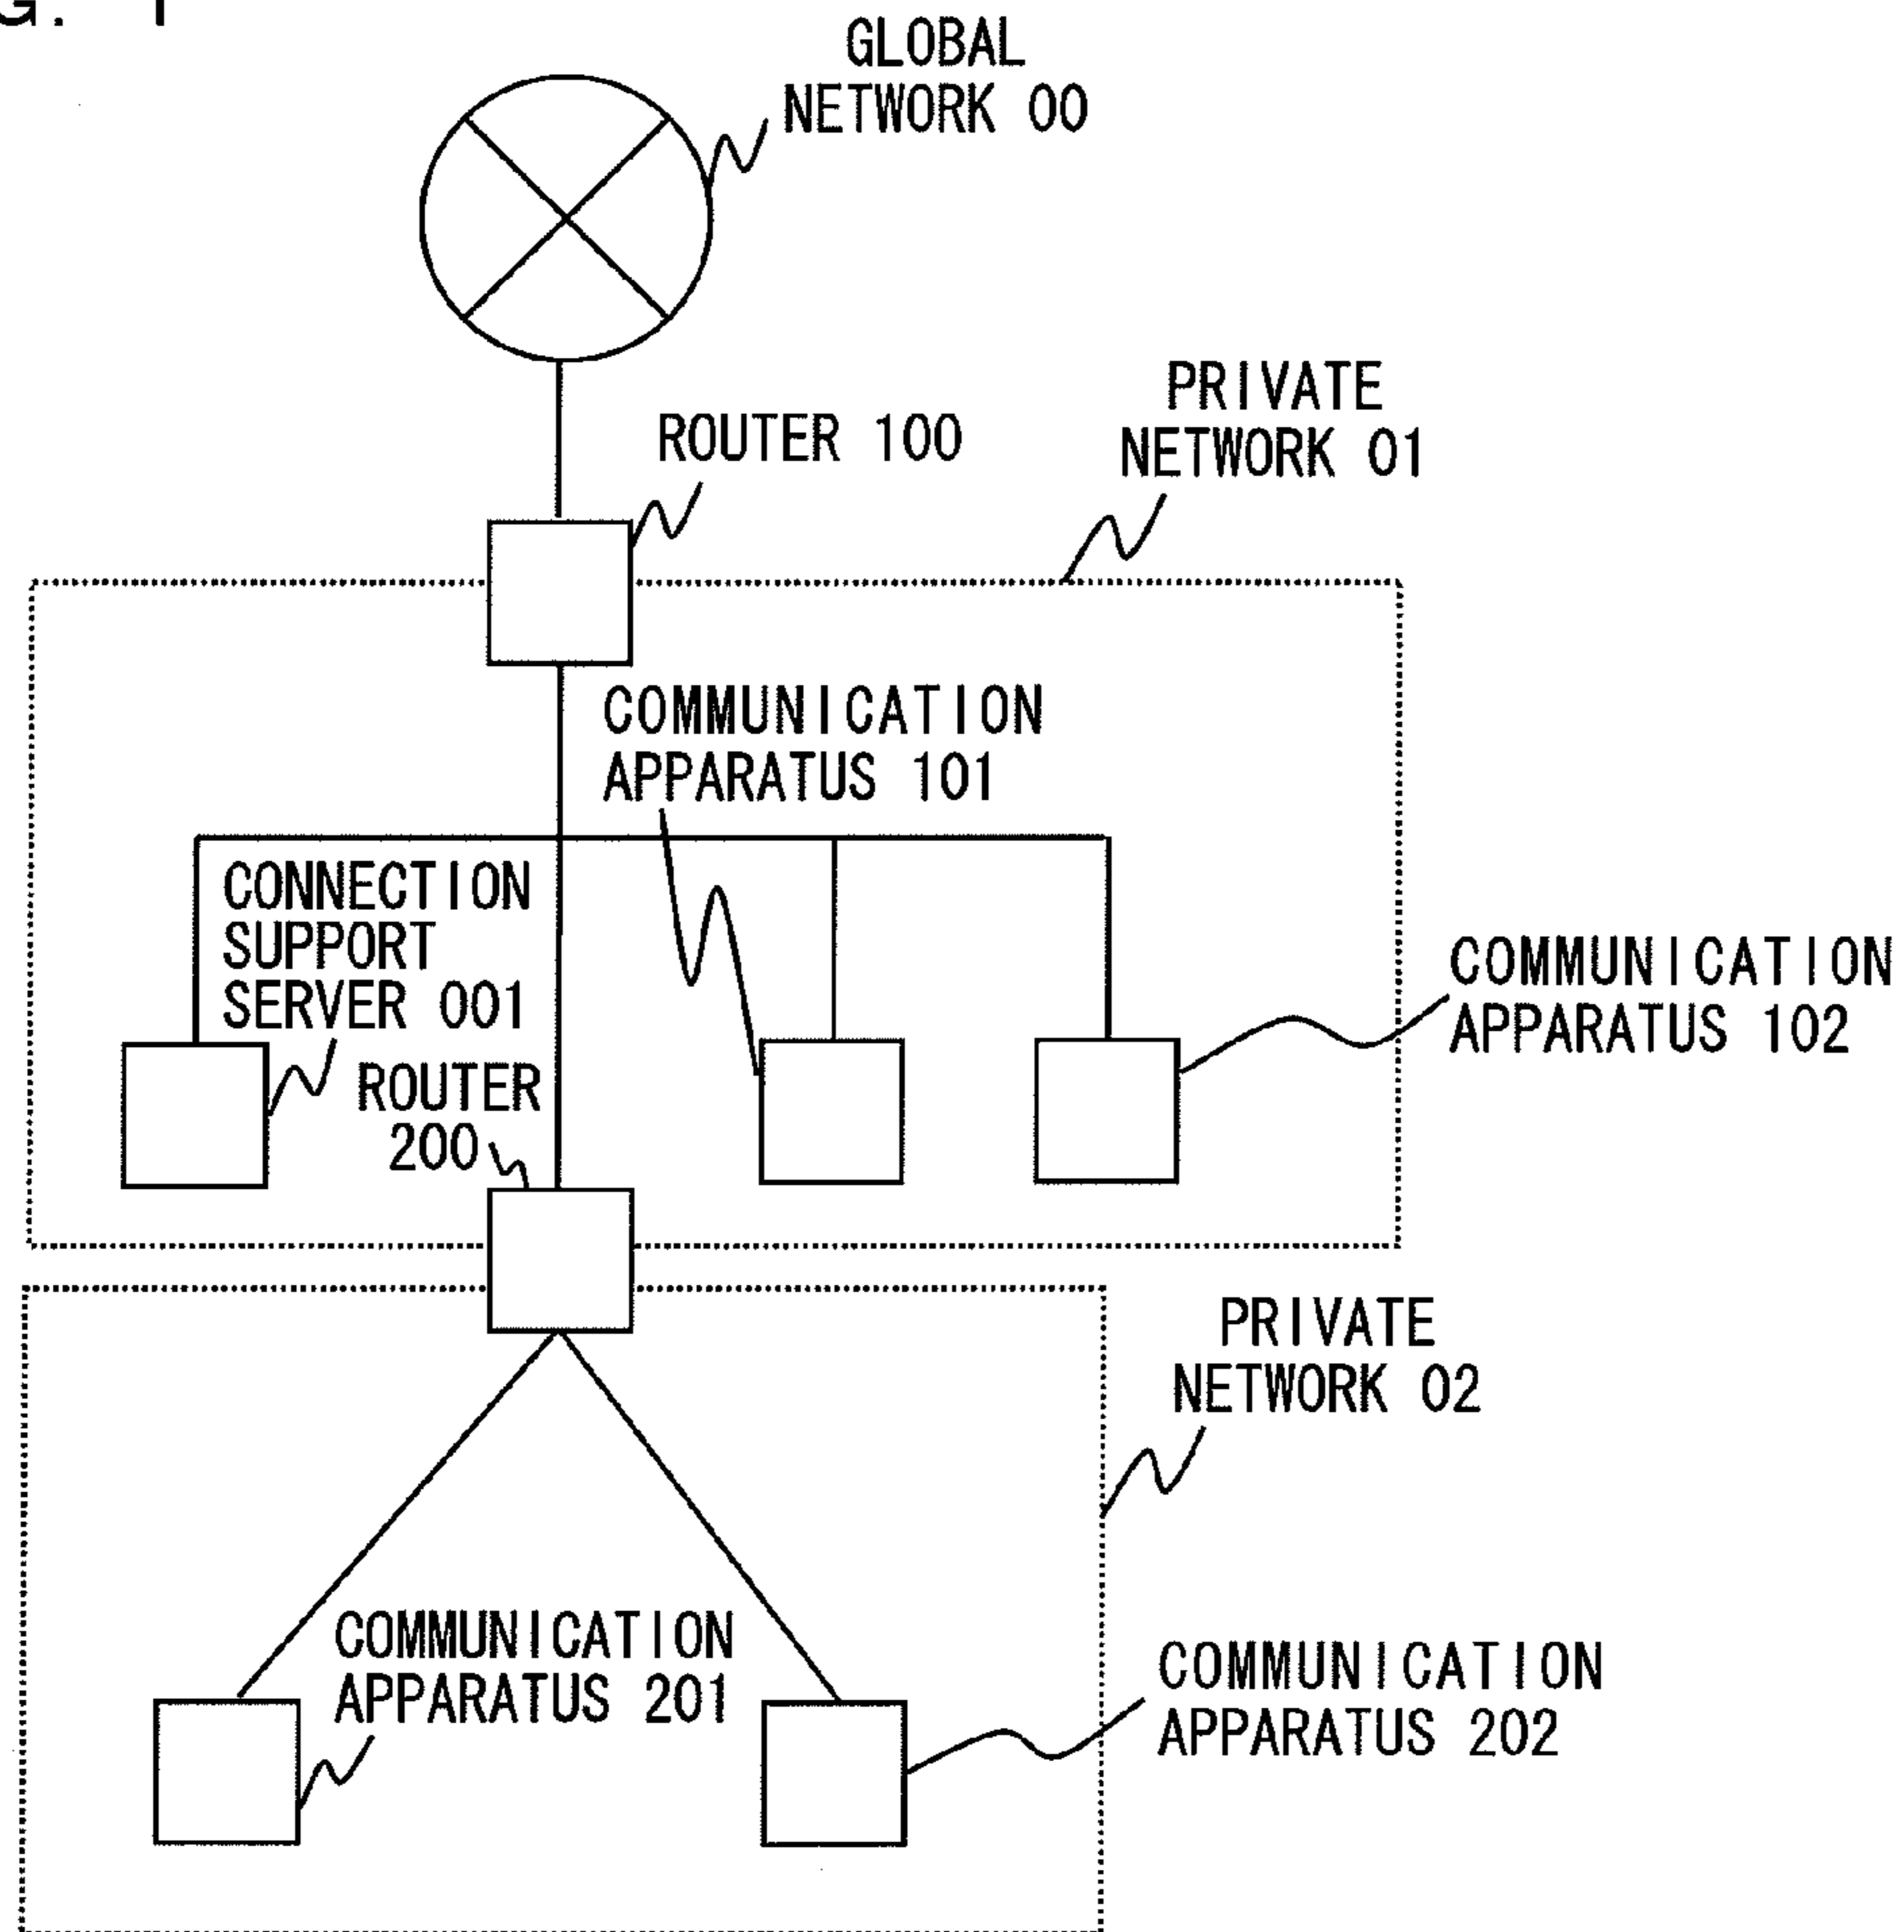 G. 1
GLOBAL
NETWORK 00
ROUTER 100
PRIVATE
NETWORK 01
COMMUNICATION
APPARATUS 101
CONNECTION
SUPPORT
SERVER 001
COMMUNICATION
APPARATUS 102
ROUTER
200
PRIVATE
NETWORK 02
COMMUNICATION
APPARATUS 201
COMMUNICATION
APPARATUS 202